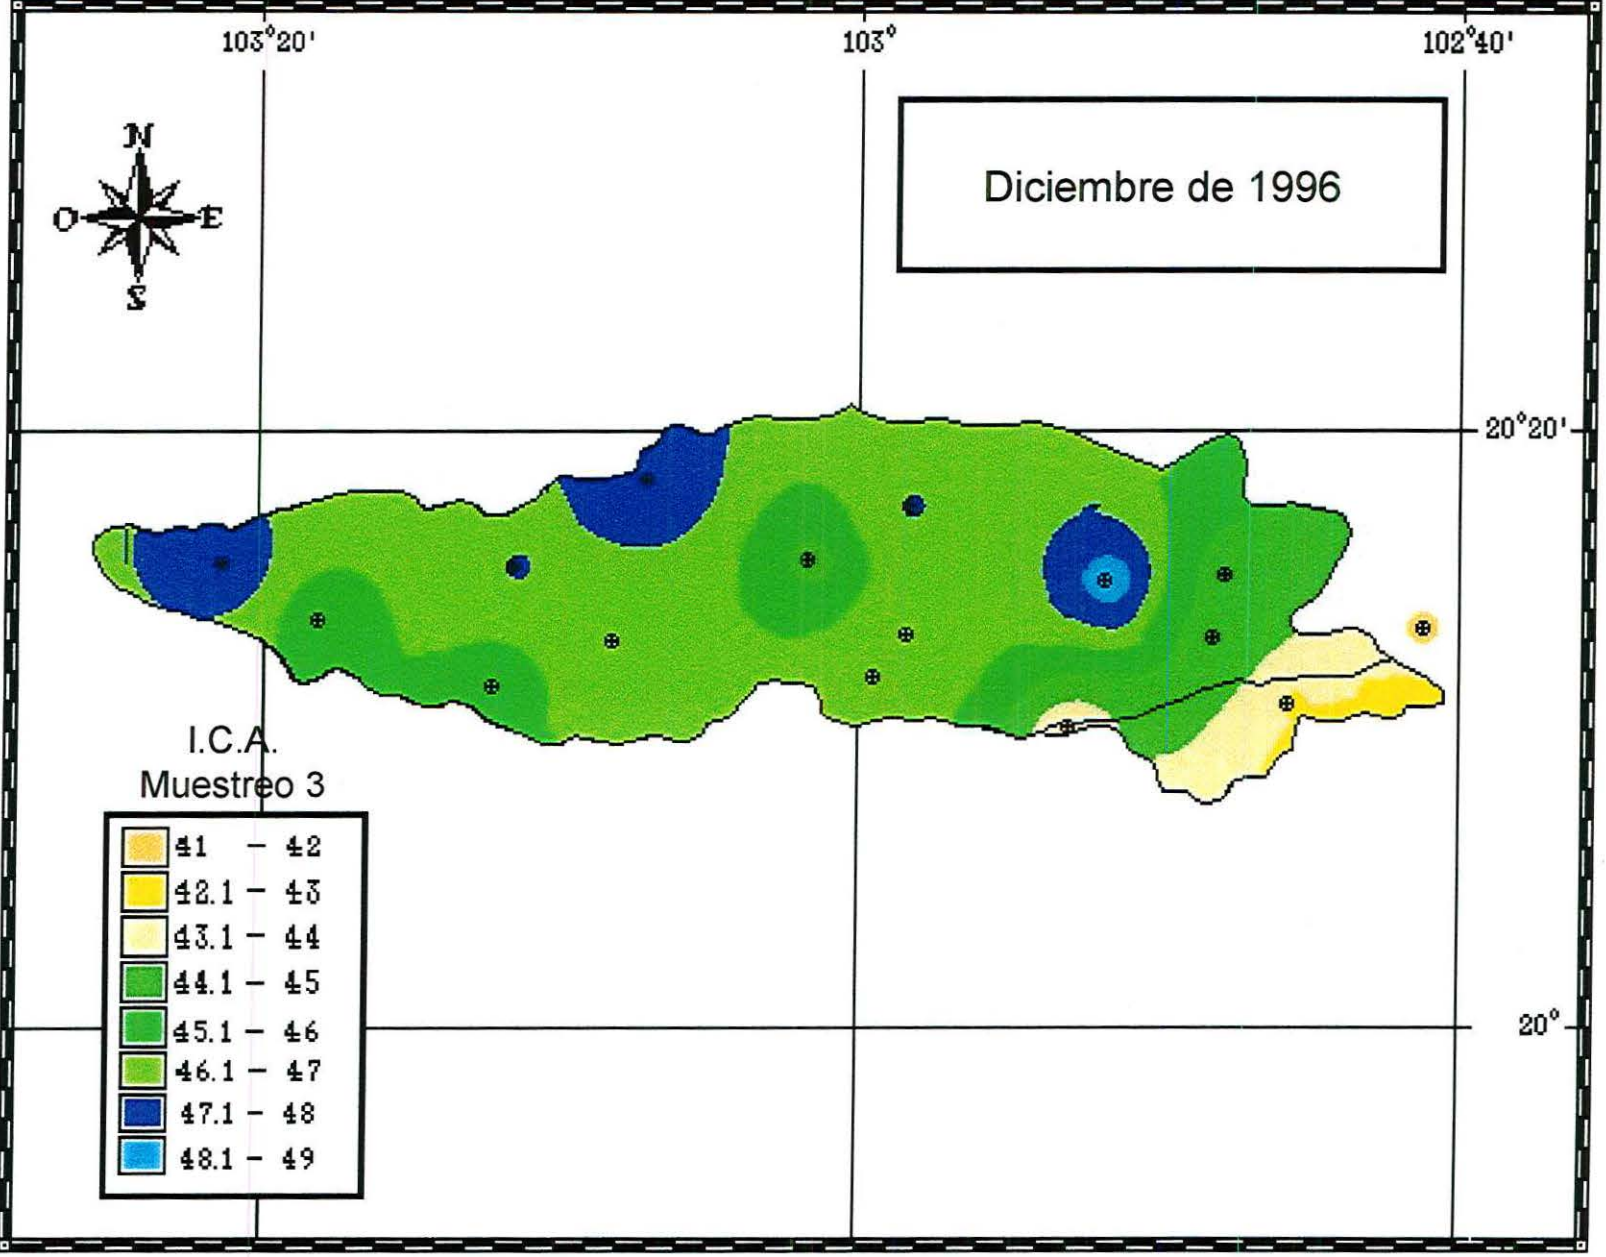 103°20'
103°
102°40'
N
O
E
S
Diciembre de 1996
20°20'
I.C.A.
Muestreo 3
41 - 42
42.1 - 43
43.1 - 44
44.1 - 45
45.1 - 46
46.1 - 47
47.1 - 48
48.1 - 49
20°